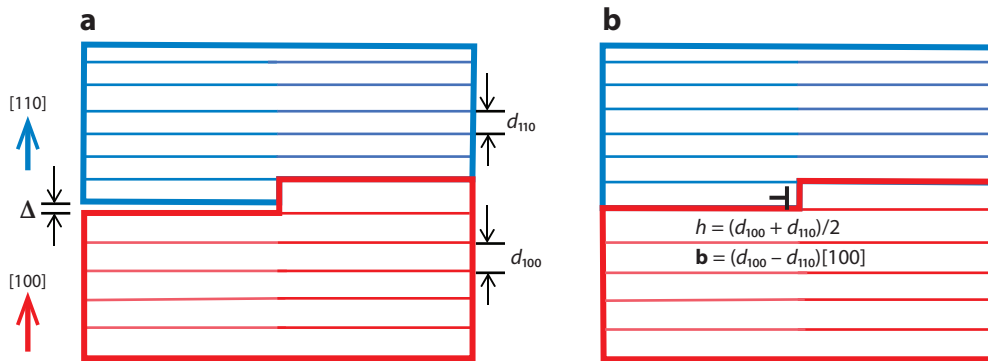 a
b
[110]
d110
Δ
h = (d100 + d110)/2
d100
b = (d100 – d110)[100]
[100]